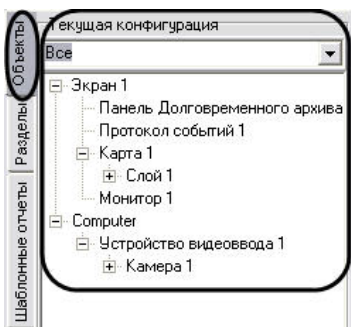 Текущая конфигурация
Все
Экран 1
Панель Долговременного архива
Протокол событий 1
Карта 1
Слой 1
Монитор 1
Computer
Устройство видеоввода 1
Камера 1
Объекты
Разделы
Шаблонные отчеты